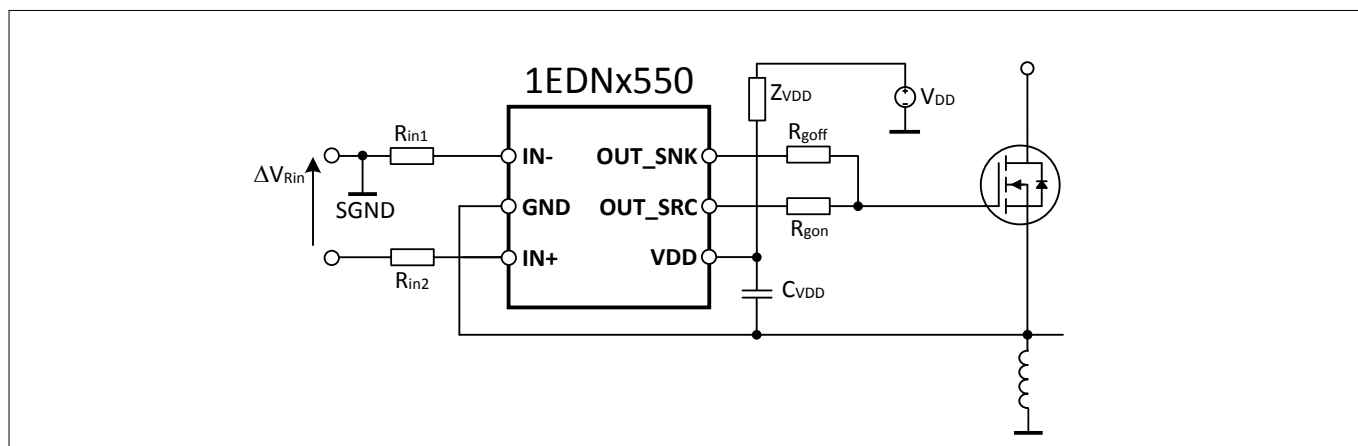 1EDNx550
ZVDD
VDD
Rin1
IN-
OUT_SNK
Rgoff
ΔVRin
SGND
GND
OUT_SRC
Rgon
Rin2
IN+
VDD
CVDD